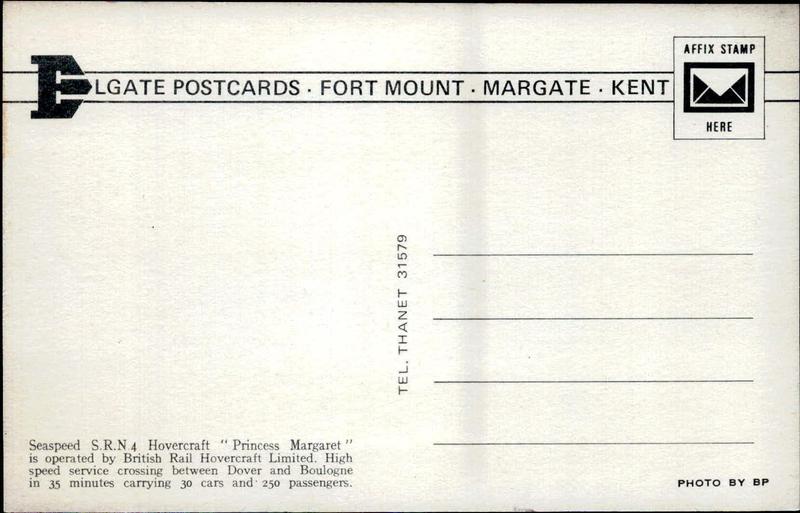 ELGATE POSTCARDS · FORT MOUNT · MARGATE · KENT
AFFIX STAMP
HERE
TEL. THANET 31579
Seaspeed S.R.N 4 Hovercraft "Princess Margaret"
is operated by British Rail Hovercraft Limited. High
speed service crossing between Dover and Boulogne
in 35 minutes carrying 30 cars and 250 passengers.
PHOTO BY BP